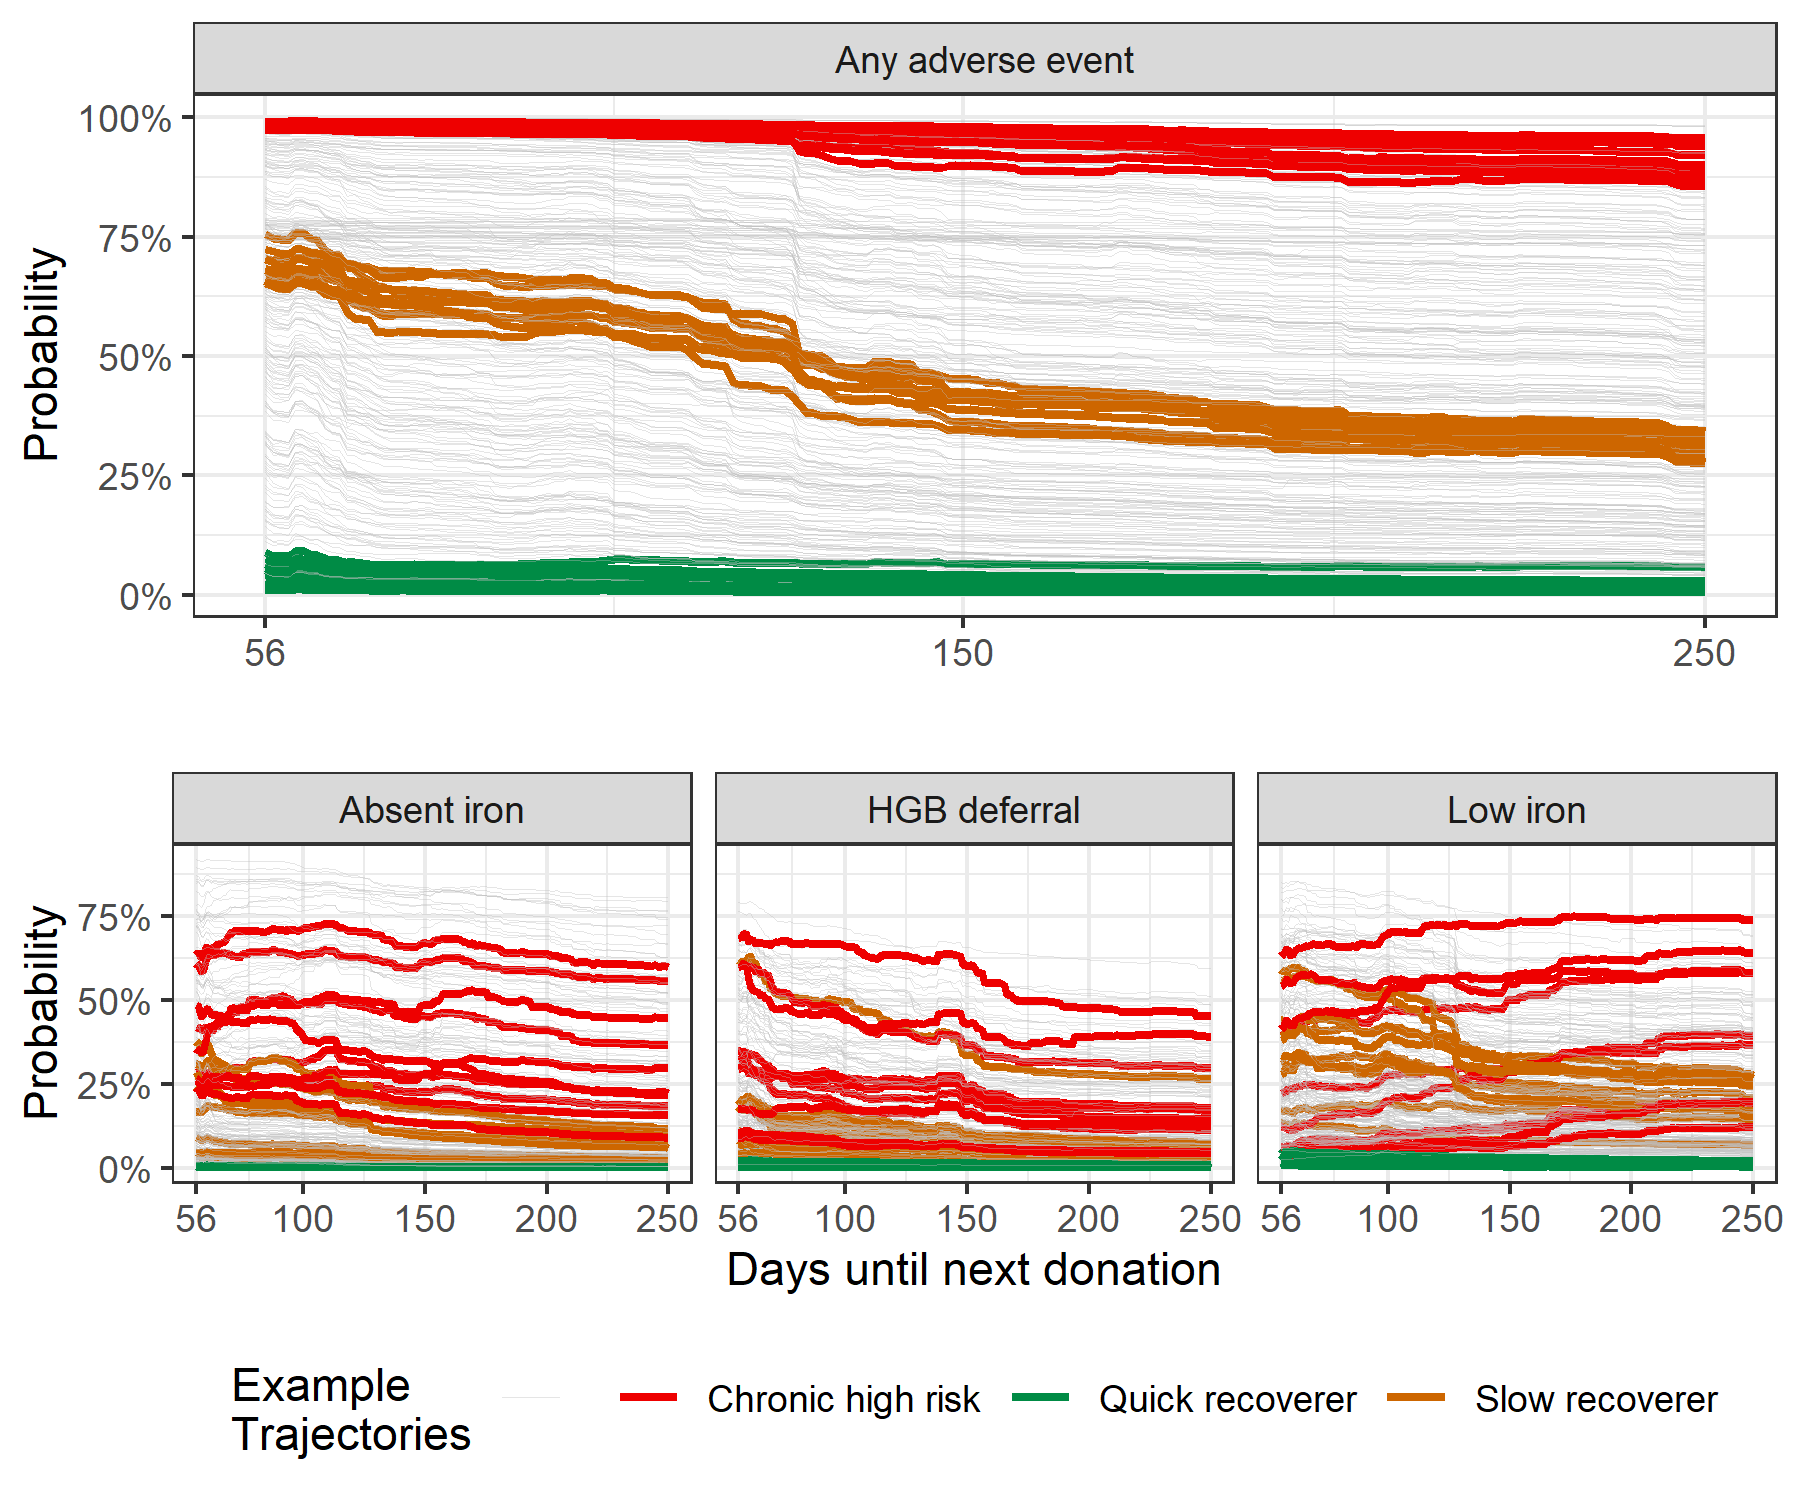 Any adverse event
Probability
100%
75%
50%
25%
0%
56 150 250
Absent iron HGB deferral Low iron
Probability
75%
50%
25%
0%
56 100 150 200 250 56 100 150 200 250 56 100 150 200 250
Days until next donation
Example
Trajectories
Chronic high risk Quick recoverer Slow recoverer